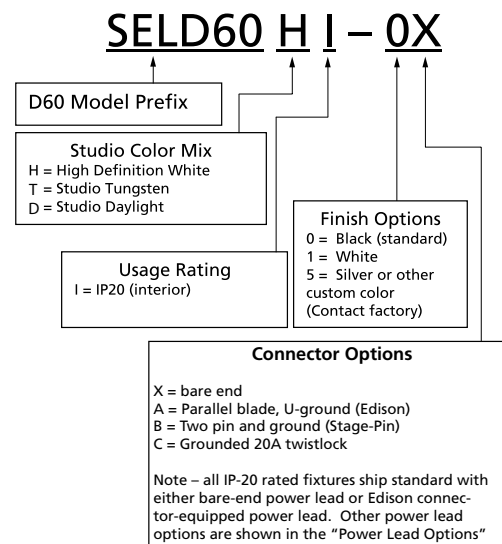 SELD60 H I – 0X
D60 Model Prefix
Studio Color Mix
H = High Definition White
T = Studio Tungsten
D = Studio Daylight
Usage Rating
I = IP20 (interior)
Finish Options
0 = Black (standard)
1 = White
5 = Silver or other
custom color
(Contact factory)
Connector Options
X = bare end
A = Parallel blade, U-ground (Edison)
B = Two pin and ground (Stage-Pin)
C = Grounded 20A twistlock
Note – all IP-20 rated fixtures ship standard with
either bare-end power lead or Edison connec-
tor-equipped power lead. Other power lead
options are shown in the “Power Lead Options”